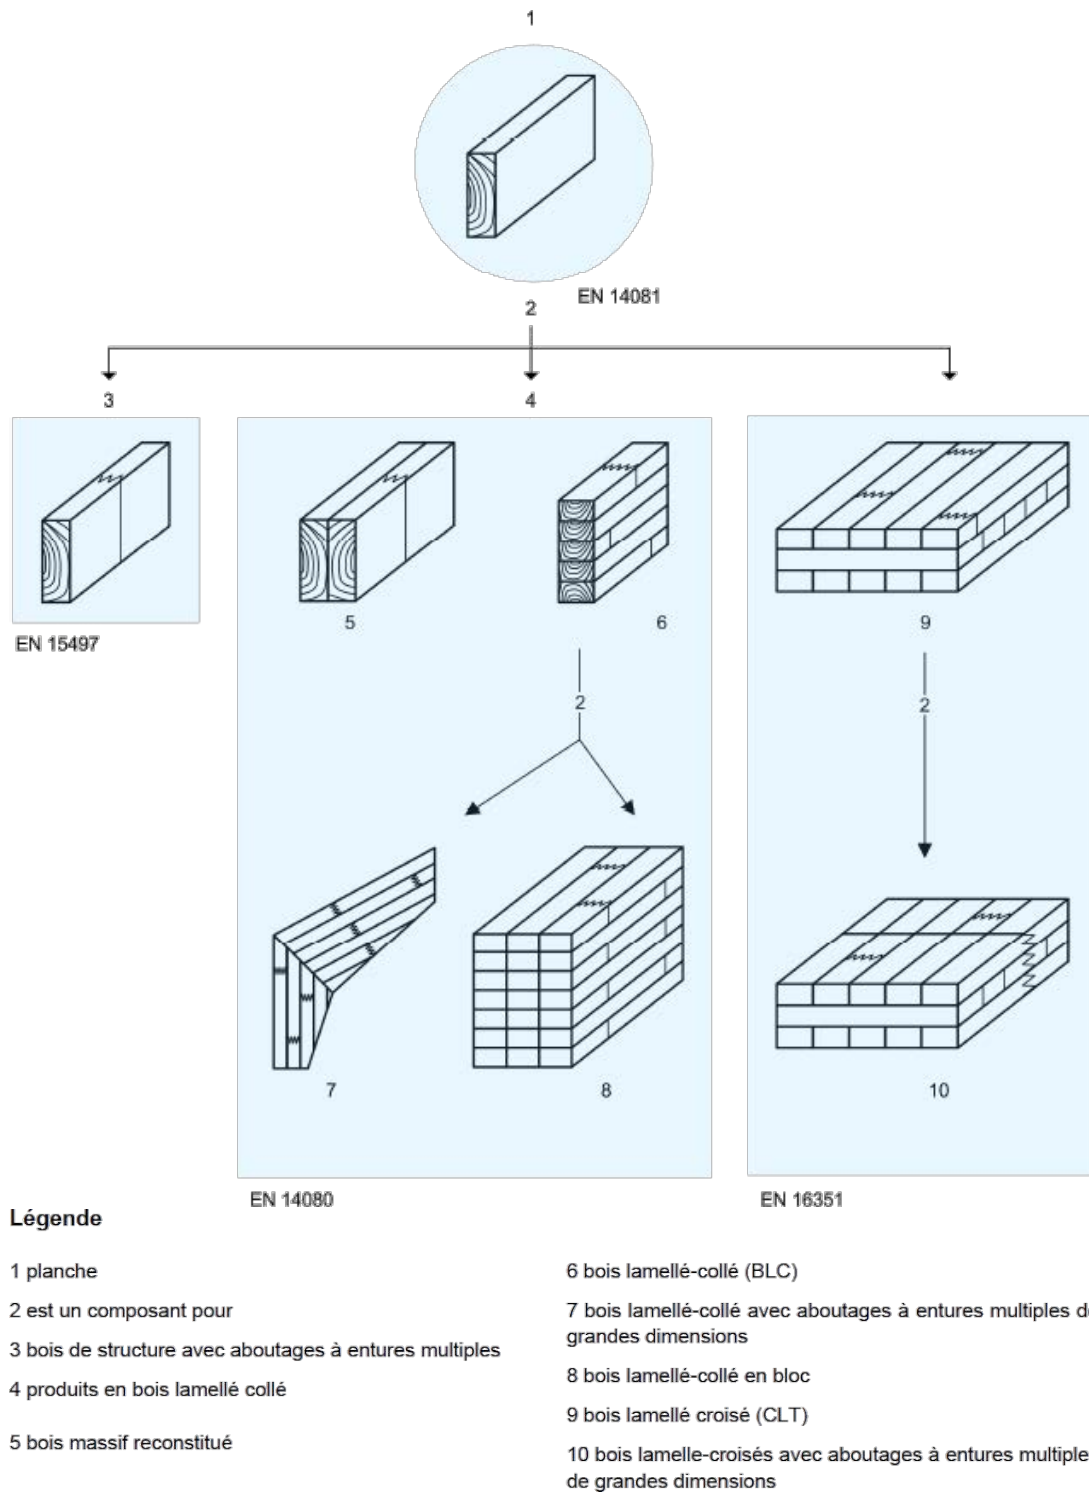 1
EN 14081
2
3
4
5
6
9
EN 15497
2
2
7
8
10
EN 14080
EN 16351
Légende
1 planche
2 est un composant pour
3 bois de structure avec aboutages à entures multiples
4 produits en bois lamellé collé
5 bois massif reconstitué
6 bois lamellé-collé (BLC)
7 bois lamellé-collé avec aboutages à entures multiples
grandes dimensions
8 bois lamellé-collé en bloc
9 bois lamellé croisé (CLT)
10 bois lamelle-croisés avec aboutages à entures multiple
de grandes dimensions